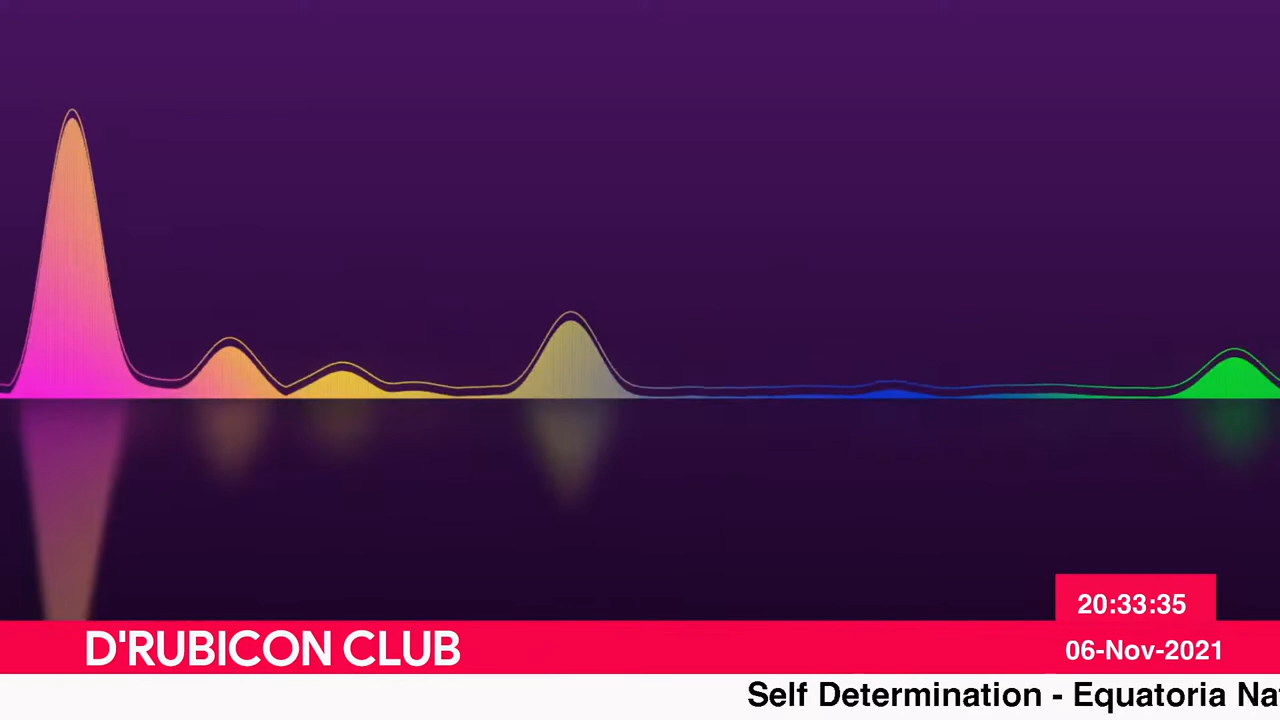 20:33:35
D'RUBICON CLUB
06-Nov-2021
Self Determination - Equatoria